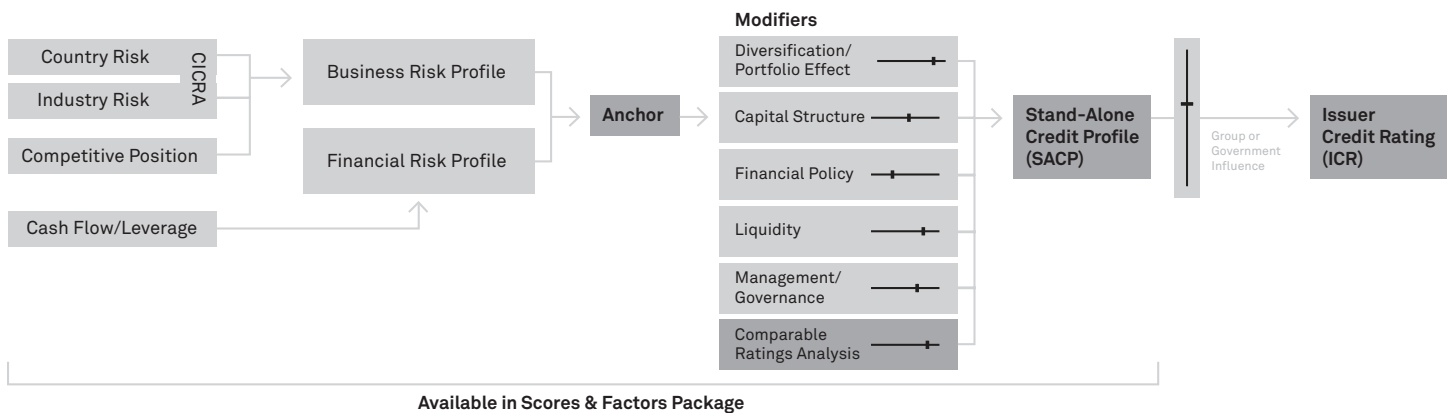 Country Risk
Industry Risk
CICRA
Competitive Position
Cash Flow/Leverage
Business Risk Profile
Financial Risk Profile
Anchor
Modifiers
Diversification/
Portfolio Effect
Capital Structure
Financial Policy
Liquidity
Management/
Governance
Comparable
Ratings Analysis
Stand-Alone
Credit Profile
(SACP)
Group or
Government
Influence
Issuer
Credit Rating
(ICR)
Available in Scores & Factors Package